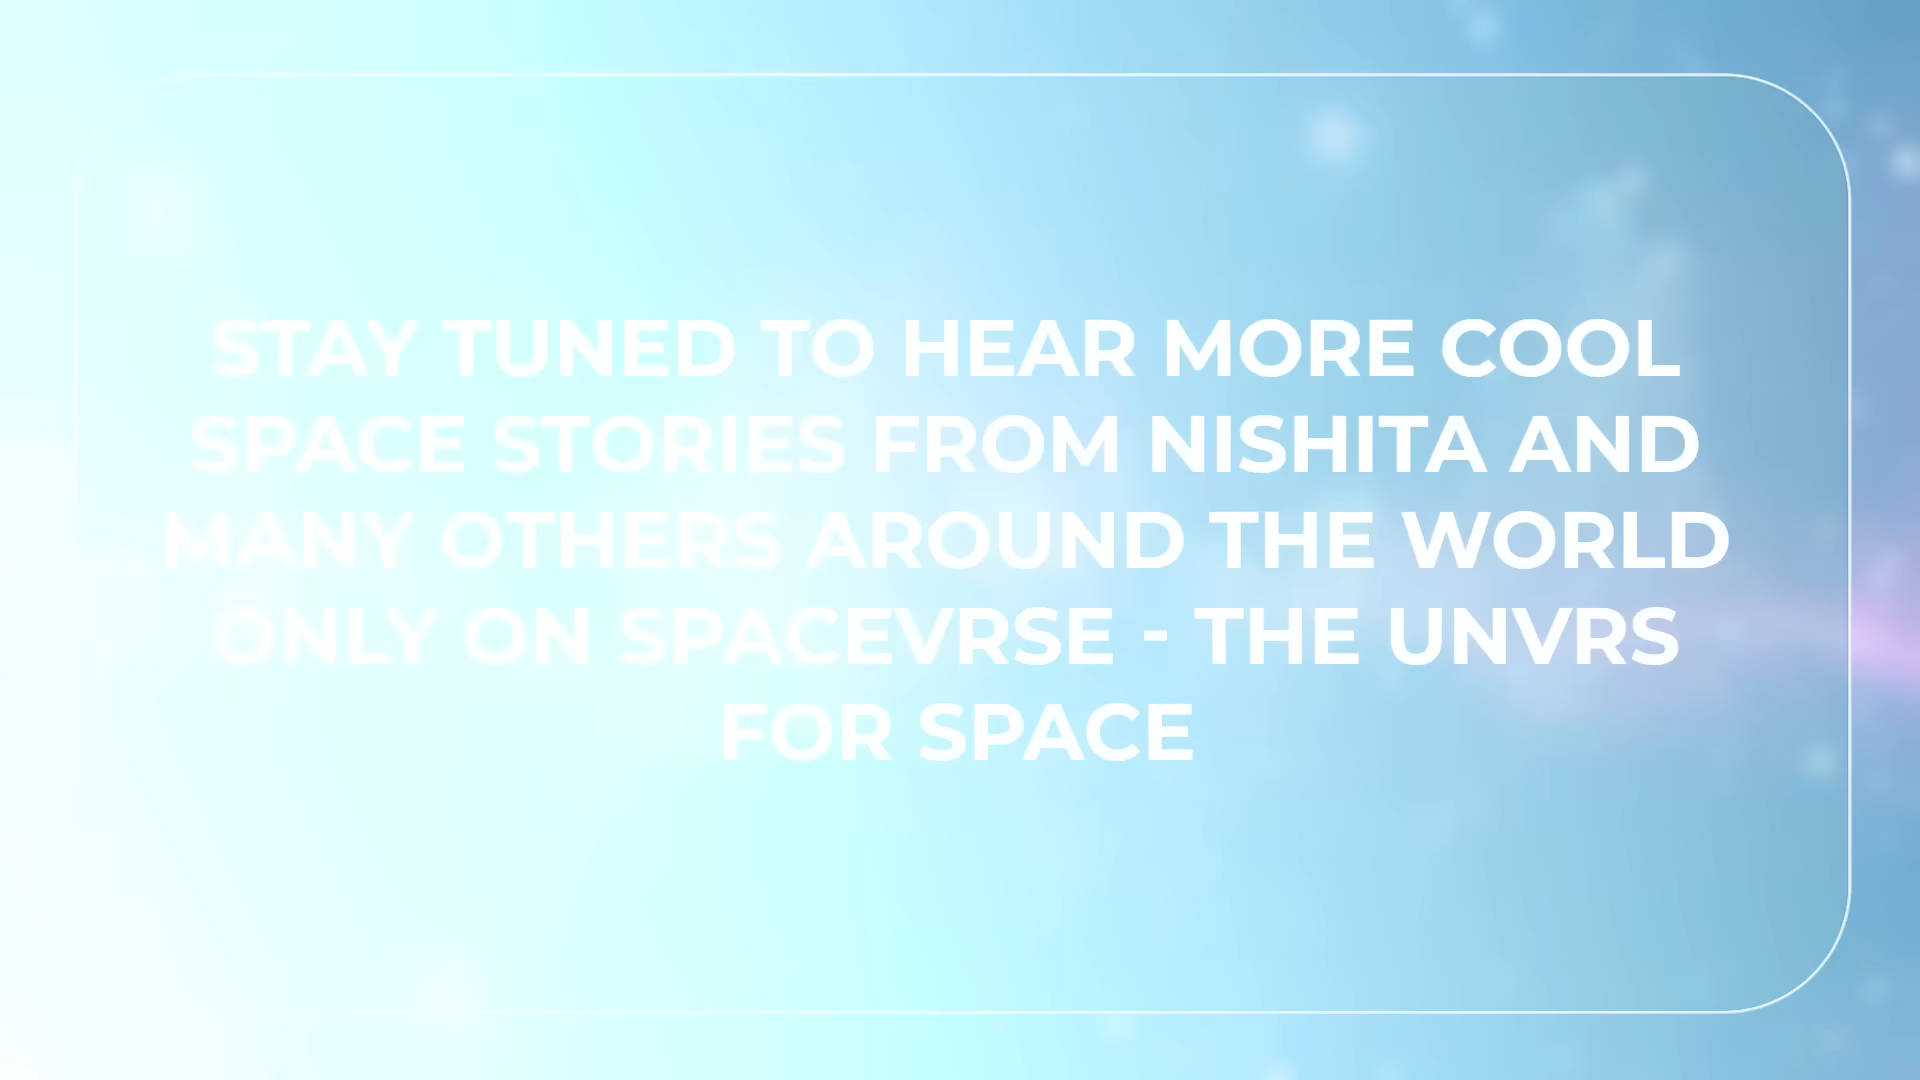 STAY TUNED TO HEAR MORE COOL
SPACE STORIES FROM NISHITA AND
MANY OTHERS AROUND THE WORLD
ONLY ON SPACEVRSE - THE UNVRS
FOR SPACE